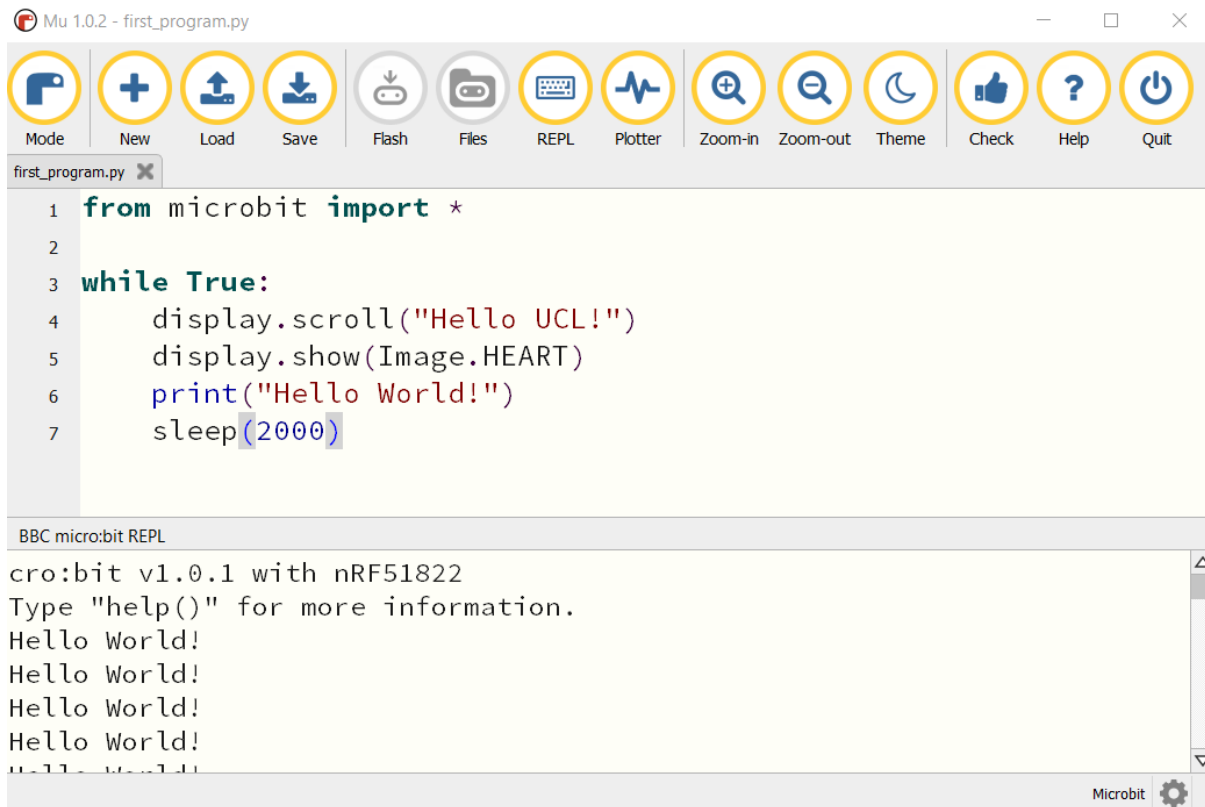 Mu 1.0.2 - first_program.py
Mode New Load Save Flash Files REPL Plotter Zoom-in Zoom-out Theme Check Help Quit
first_program.py
1 from microbit import *
2
3 while True:
4 display.scroll("Hello UCL!")
5 display.show(Image.HEART)
6 print("Hello World!")
7 sleep(2000)
BBC micro:bit REPL
cro:bit v1.0.1 with nRF51822
Type "help()" for more information.
Hello World!
Hello World!
Hello World!
Hello World!
Hello World!
Microbit